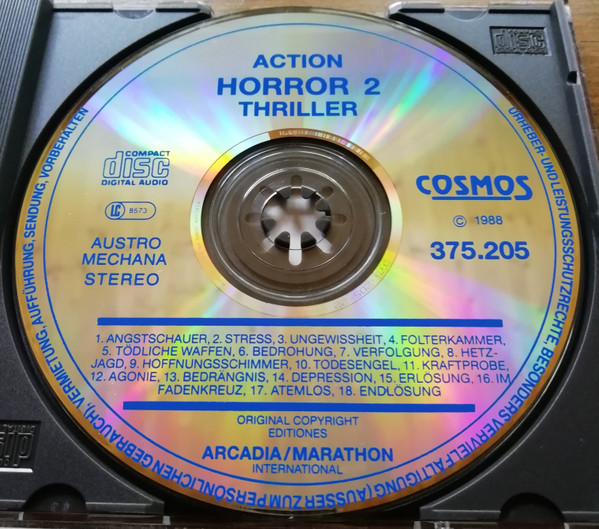 ACTION
HORROR 2
THRILLER
COMPACT
disc
DIGITAL AUDIO
LC 8573
AUSTRO
MECHANA
STEREO
COSMOS
© 1988
375.205
1. ANGSTSCHAUER, 2. STRESS, 3. UNGEWISSHEIT, 4. FOLTERKAMMER,
5. TÖDLICHE WAFFEN, 6. BEDROHUNG, 7. VERFOLGUNG, 8. HETZ-
JAGD, 9. HOFFNUNGSSCHIMMER, 10. TODESENGEL, 11. KRAFTPROBE,
12. AGONIE, 13. BEDRÄNGNIS, 14. DEPRESSION, 15. ERLÖSUNG, 16. IM
FADENKREUZ, 17. ATEMLOS, 18. ENDLÖSUNG
ORIGINAL COPYRIGHT
EDITIONES
ARCADIA/MARATHON
INTERNATIONAL
URHEBER- UND LEISTUNGSSCHUTZRECHTE, BESONDERS VERVIELFÄLTIGUNG (AUSSER ZUM PERSÖNLICHEN GEBRAUCH), VERMIETUNG, AUFFÜHRUNG, SENDUNG, VORBEHALTEN
disc